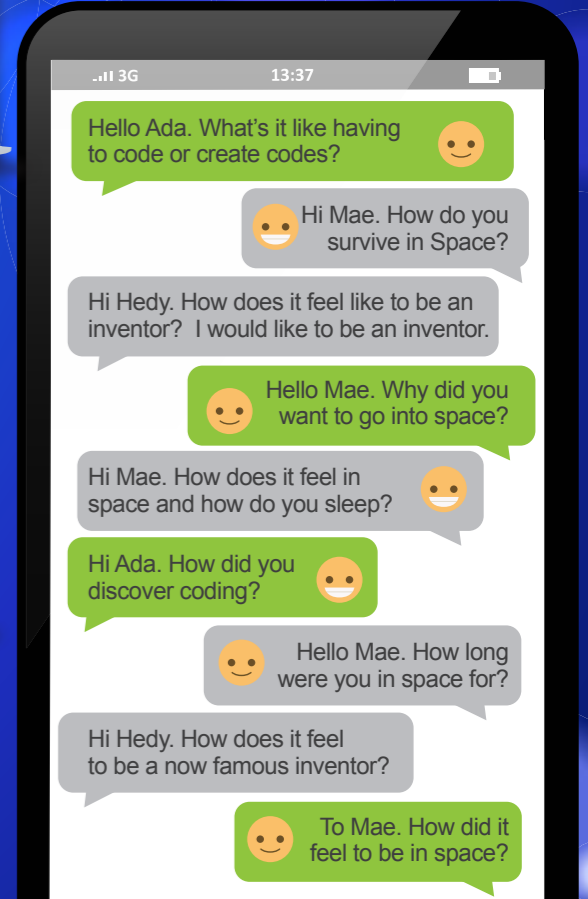 3G
13:37
Hello Ada. What's it like having
to code or create codes?
Hi Mae. How do you
survive in Space?
Hi Hedy. How does it feel like to be an
inventor?  I would like to be an inventor.
Hello Mae. Why did you
want to go into space?
Hi Mae. How does it feel in
space and how do you sleep?
Hi Ada. How did you
discover coding?
Hello Mae. How long
were you in space for?
Hi Hedy. How does it feel
to be a now famous inventor?
To Mae. How did it
feel to be in space?